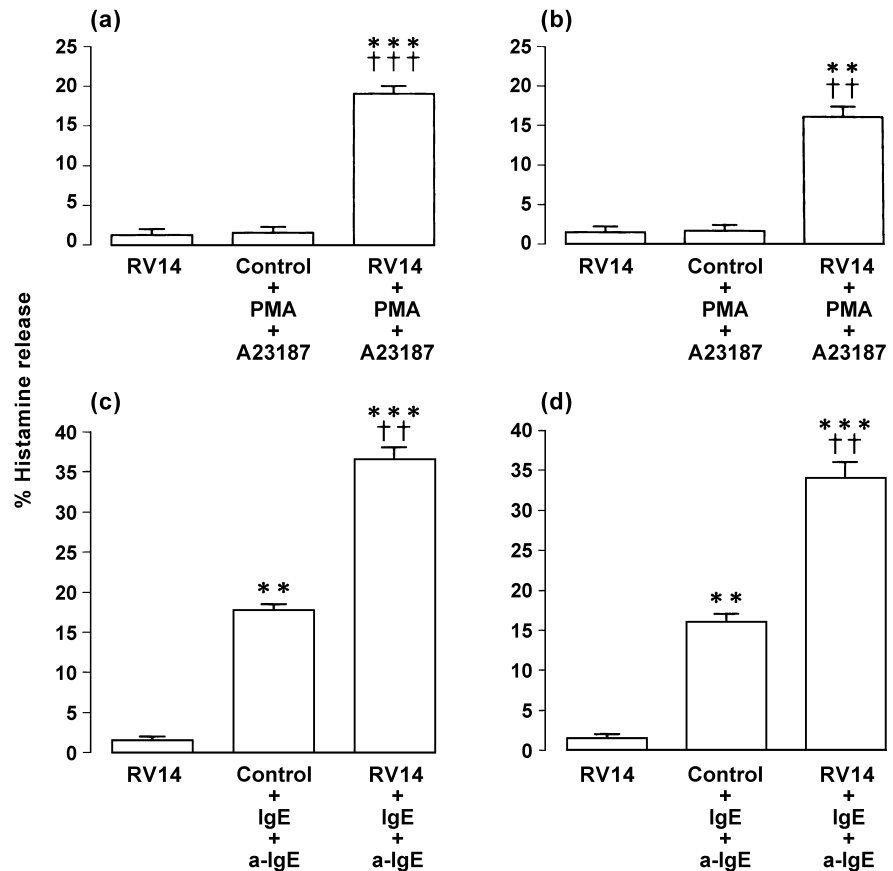 (a)
25
20
15
10
5
0
***
†††
RV14
Control
+
PMA
+
A23187
RV14
+
PMA
+
A23187
(b)
25
20
15
10
5
0
**
††
RV14
Control
+
PMA
+
A23187
RV14
+
PMA
+
A23187
% Histamine release
(c)
40
35
30
25
20
15
10
5
0
**
***
††
RV14
Control
+
IgE
+
a-IgE
RV14
+
IgE
+
a-IgE
(d)
40
35
30
25
20
15
10
5
0
**
***
††
RV14
Control
+
IgE
+
a-IgE
RV14
+
IgE
+
a-IgE